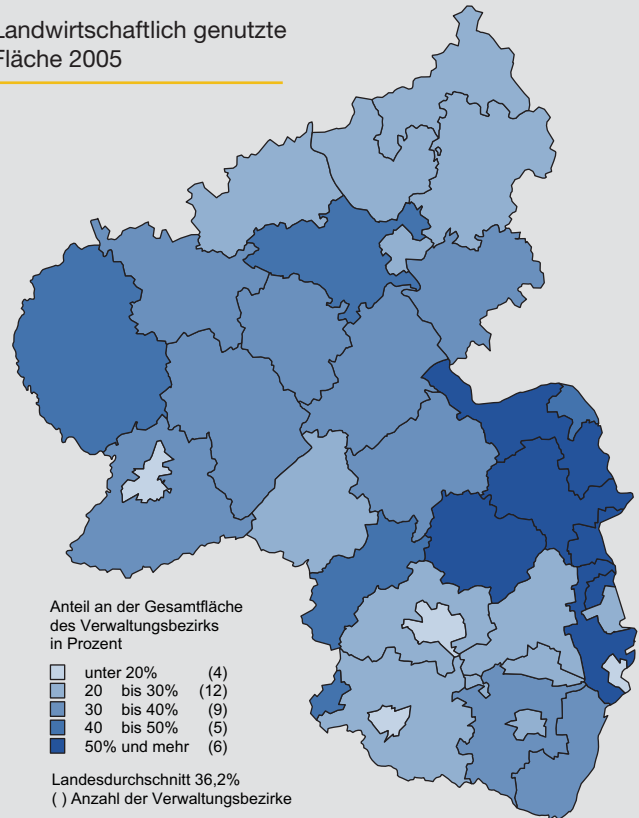 Landwirtschaftlich genutzte
Fläche 2005
Anteil an der Gesamtfläche
des Verwaltungsbezirks
in Prozent
unter 20% (4)
20 bis 30% (12)
30 bis 40% (9)
40 bis 50% (5)
50% und mehr (6)
Landesdurchschnitt 36,2%
( ) Anzahl der Verwaltungsbezirke